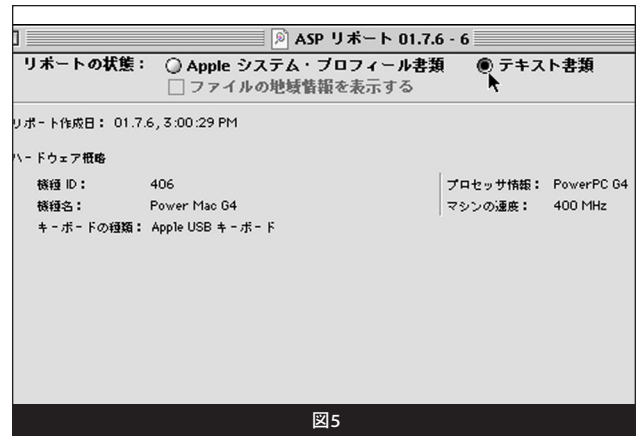 ASP リポート 01.7.6 - 6
リポートの状態： Apple システム・プロフィール書類 テキスト書類
ファイルの地域情報を表示する
リポート作成日： 01.7.6, 3:00:29 PM
ハードウェア概略
機種 ID： 406 プロセッサ情報： PowerPC G4
機種名： Power Mac G4 マシンの速度： 400 MHz
キーボードの種類： Apple USB キーボード
図5